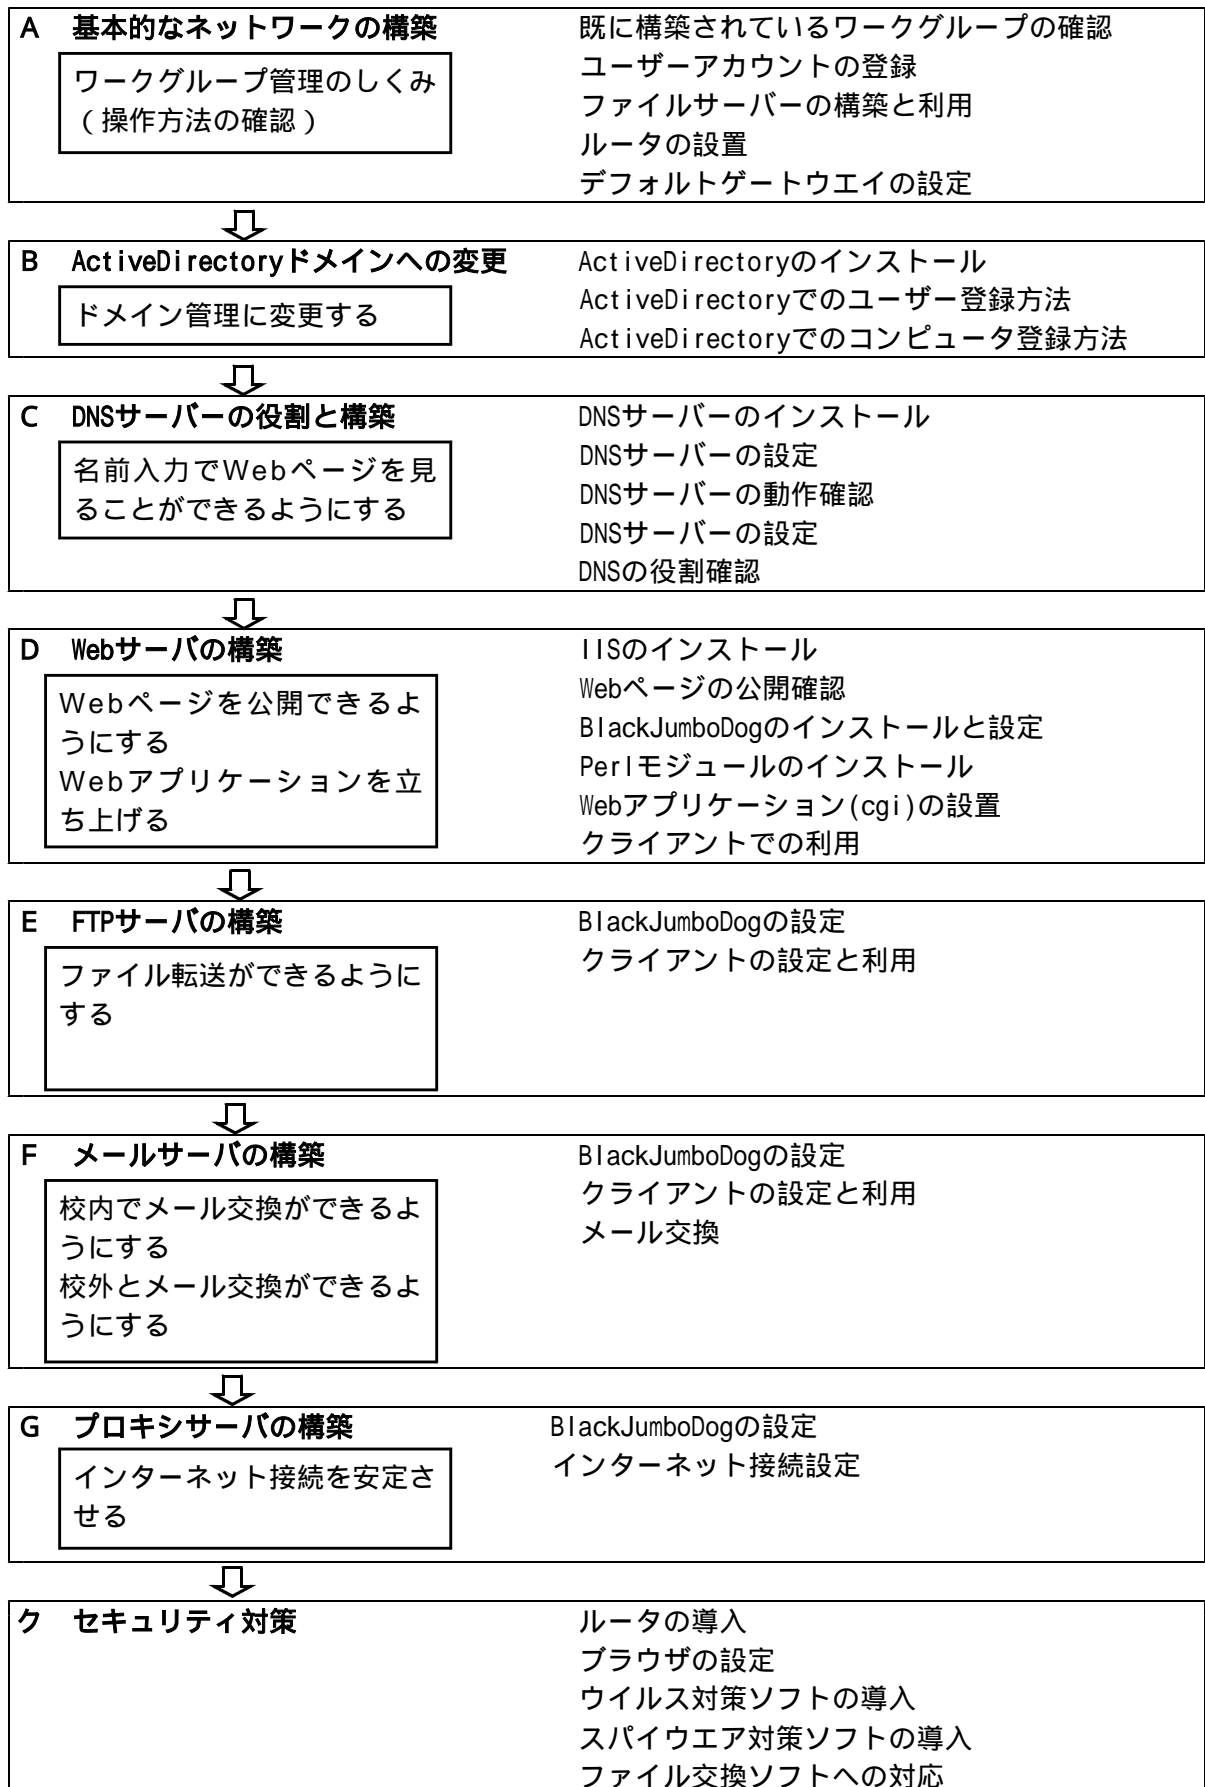 A 基本的なネットワークの構築
ワークグループ管理のしくみ
(操作方法の確認)
既に構築されているワークグループの確認
ユーザーアカウントの登録
ファイルサーバーの構築と利用
ルータの設置
デフォルトゲートウエイの設定
B ActiveDirectoryドメインへの変更
ドメイン管理に変更する
ActiveDirectoryのインストール
ActiveDirectoryでのユーザー登録方法
ActiveDirectoryでのコンピュータ登録方法
C DNSサーバーの役割と構築
名前入力でWebページを見
ることができるようにする
DNSサーバーのインストール
DNSサーバーの設定
DNSサーバーの動作確認
DNSサーバーの設定
DNSの役割確認
D Webサーバの構築
Webページを公開できるよ
うにする
Webアプリケーションを立
ち上げる
IISのインストール
Webページの公開確認
BlackJumboDogのインストールと設定
Perlモジュールのインストール
Webアプリケーション(cgi)の設置
クライアントでの利用
E FTPサーバの構築
ファイル転送ができるように
する
BlackJumboDogの設定
クライアントの設定と利用
F メールサーバの構築
校内でメール交換ができるよ
うにする
校外とメール交換ができるよ
うにする
BlackJumboDogの設定
クライアントの設定と利用
メール交換
G プロキシサーバの構築
インターネット接続を安定さ
せる
BlackJumboDogの設定
インターネット接続設定
ク セキュリティ対策
ルータの導入
ブラウザの設定
ウイルス対策ソフトの導入
スパイウエア対策ソフトの導入
ファイル交換ソフトへの対応